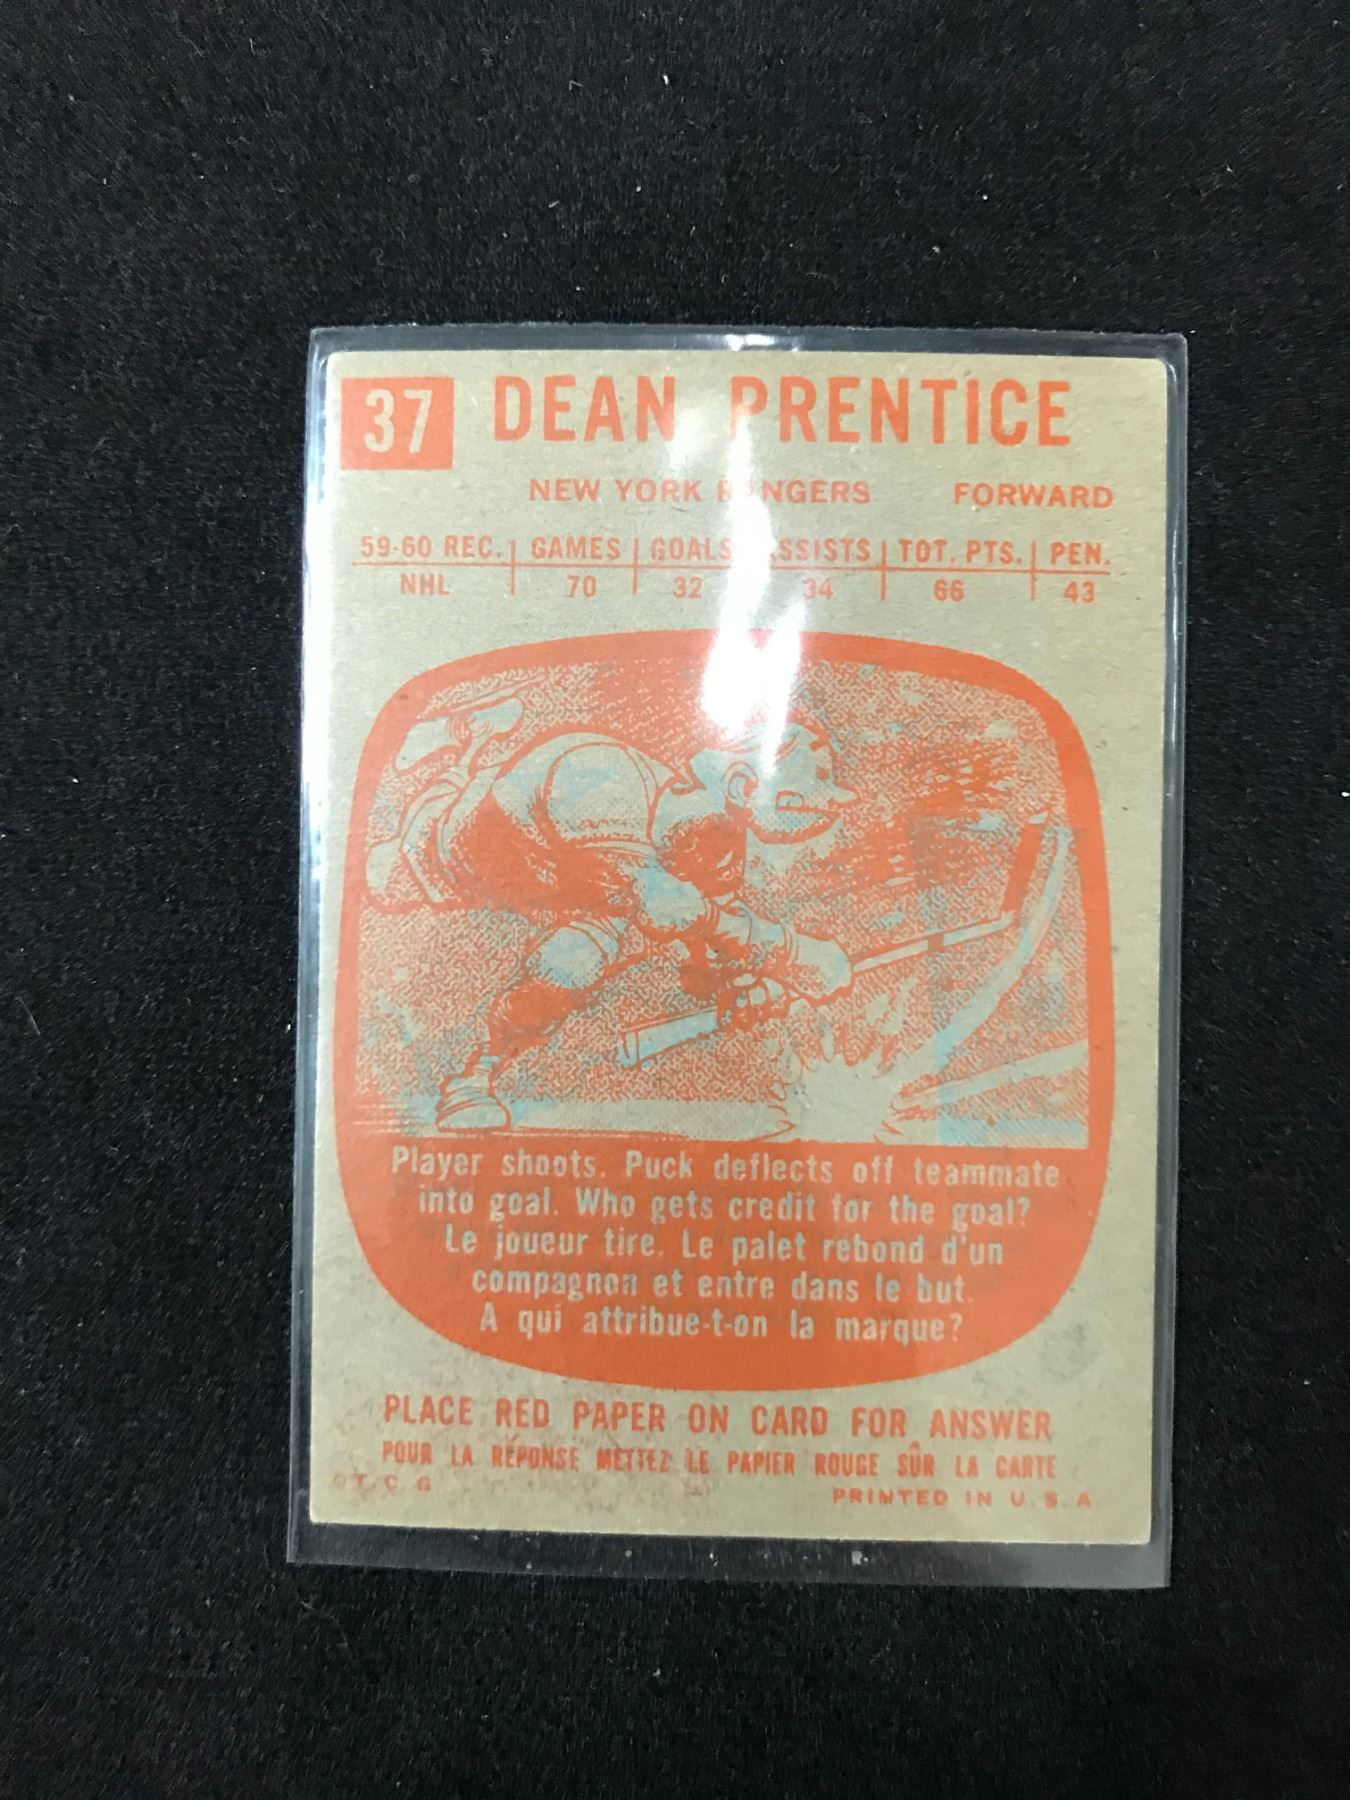 37 DEAN PRENTICE
NEW YORK RANGERS FORWARD
59-60 REC. GAMES GOALS ASSISTS TOT. PTS. PEN.
NHL 70 32 34 66 43
Player shoots. Puck deflects off teammate
into goal. Who gets credit for the goal?
Le joueur tire. Le palet rebond d'un
compagnon et entre dans le but.
A qui attribue-t-on la marque?
PLACE RED PAPER ON CARD FOR ANSWER
POUR LA RÉPONSE METTEZ LE PAPIER ROUGE SÛR LA CARTE
©T. C. G
PRINTED IN U. S. A